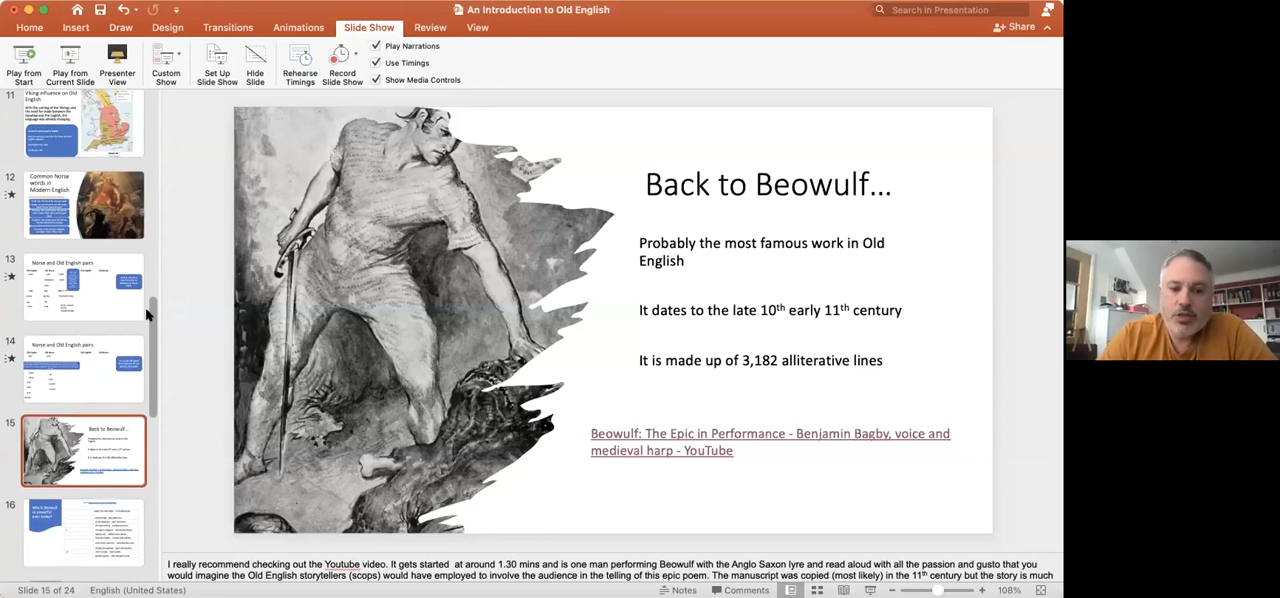 An Introduction to Old English
Search in Presentation
Home Insert Draw Design Transitions Animations Slide Show Review View
Share
Play from Start
Play from Current Slide
Presenter View
Custom Show
Set Up Slide Show
Hide Slide
Rehearse Timings
Record Slide Show
Play Narrations
Use Timings
Show Media Controls
11
Viking influence on Old English
12
Common Norse words in Modern English
13
Norse and Old English pairs
14
Norse and Old English pairs
15
Back to Beowulf...
16
Back to Beowulf...
Probably the most famous work in Old
English
It dates to the late 10th early 11th century
It is made up of 3,182 alliterative lines
Beowulf: The Epic in Performance - Benjamin Bagby, voice and
medieval harp - YouTube
I really recommend checking out the Youtube video. It gets started at around 1.30 mins and is one man performing Beowulf with the Anglo Saxon lyre and read aloud with all the passion and gusto that you
would imagine the Old English storytellers (scops) would have employed to involve the audience in the telling of this epic poem. The manuscript was copied (most likely) in the 11th century but the story is much
Slide 15 of 24 English (United States) Notes Comments 108%